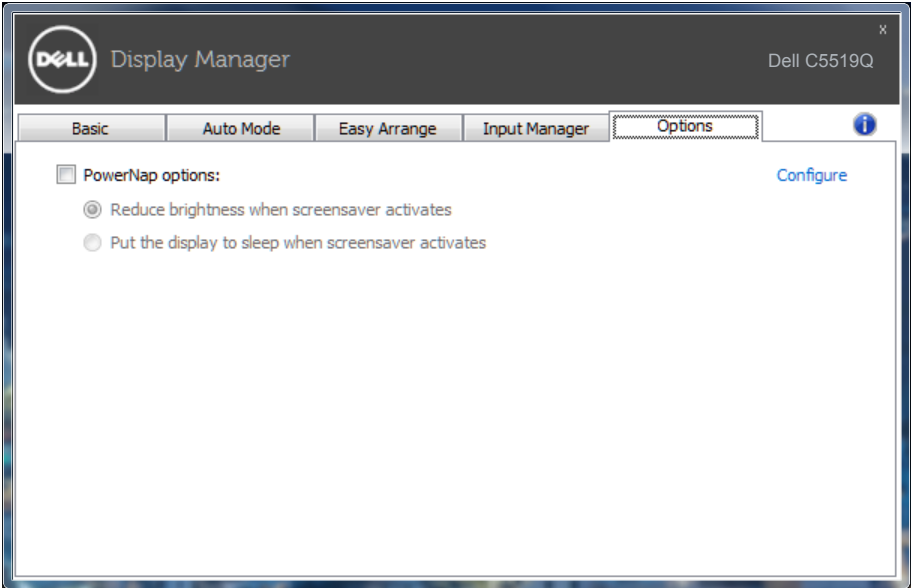 x
DELL Display Manager
Dell C5519Q
Basic Auto Mode Easy Arrange Input Manager Options i
PowerNap options: Configure
Reduce brightness when screensaver activates
Put the display to sleep when screensaver activates